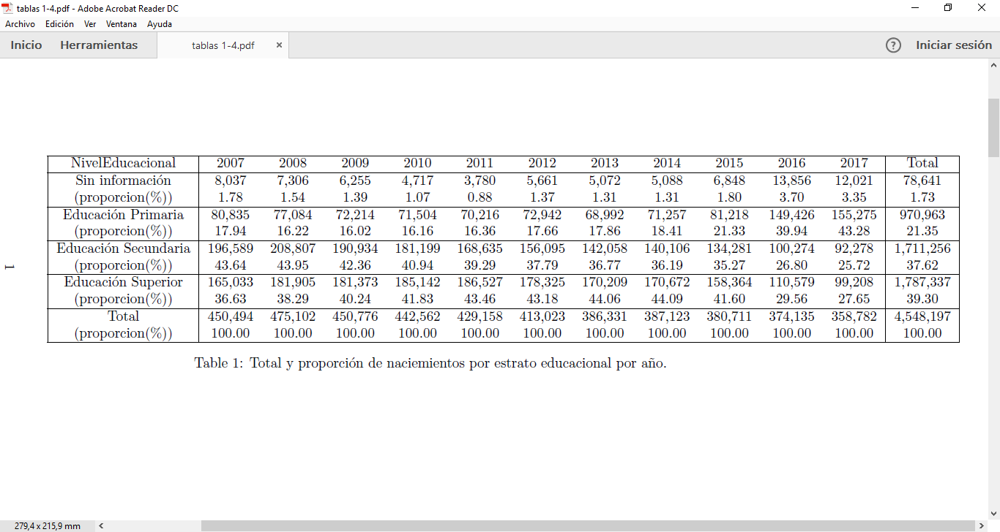 tablas 1-4.pdf - Adobe Acrobat Reader DC
Archivo Edición Ver Ventana Ayuda
Inicio Herramientas tablas 1-4.pdf × ? Iniciar sesión
NivelEducacional 2007 2008 2009 2010 2011 2012 2013 2014 2015 2016 2017 Total
Sin información 8,037 7,306 6,255 4,717 3,780 5,661 5,072 5,088 6,848 13,856 12,021 78,641
(proporcion(%)) 1.78 1.54 1.39 1.07 0.88 1.37 1.31 1.31 1.80 3.70 3.35 1.73
Educación Primaria 80,835 77,084 72,214 71,504 70,216 72,942 68,992 71,257 81,218 149,426 155,275 970,963
(proporcion(%)) 17.94 16.22 16.02 16.16 16.36 17.66 17.86 18.41 21.33 39.94 43.28 21.35
Educación Secundaria 196,589 208,807 190,934 181,199 168,635 156,095 142,058 140,106 134,281 100,274 92,278 1,711,256
(proporcion(%)) 43.64 43.95 42.36 40.94 39.29 37.79 36.77 36.19 35.27 26.80 25.72 37.62
Educación Superior 165,033 181,905 181,373 185,142 186,527 178,325 170,209 170,672 158,364 110,579 99,208 1,787,337
(proporcion(%)) 36.63 38.29 40.24 41.83 43.46 43.18 44.06 44.09 41.60 29.56 27.65 39.30
Total 450,494 475,102 450,776 442,562 429,158 413,023 386,331 387,123 380,711 374,135 358,782 4,548,197
(proporcion(%)) 100.00 100.00 100.00 100.00 100.00 100.00 100.00 100.00 100.00 100.00 100.00 100.00
1
Table 1: Total y proporción de naciemientos por estrato educacional por año.
279,4 x 215,9 mm